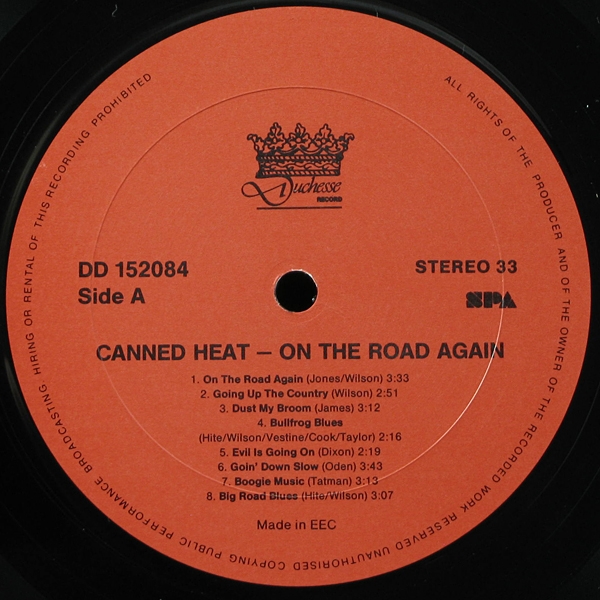 ALL RIGHTS OF THE PRODUCER AND OF THE OWNER OF THE RECORDED WORK RESERVED UNAUTHORISED COPYING PUBLIC PERFORMANCE BROADCASTING HIRING OR RENTAL OF THIS RECORDING PROHIBITED
Duchesse
RECORD
DD 152084
Side A
STEREO 33
SPA
CANNED HEAT – ON THE ROAD AGAIN
1. On The Road Again (Jones/Wilson) 3:33
2. Going Up The Country (Wilson) 2:51
3. Dust My Broom (James) 3:12
4. Bullfrog Blues
(Hite/Wilson/Vestine/Cook/Taylor) 2:16
5. Evil Is Going On (Dixon) 2:19
6. Goin' Down Slow (Oden) 3:43
7. Boogie Music (Tatman) 3:13
8. Big Road Blues (Hite/Wilson) 3:07
Made in EEC